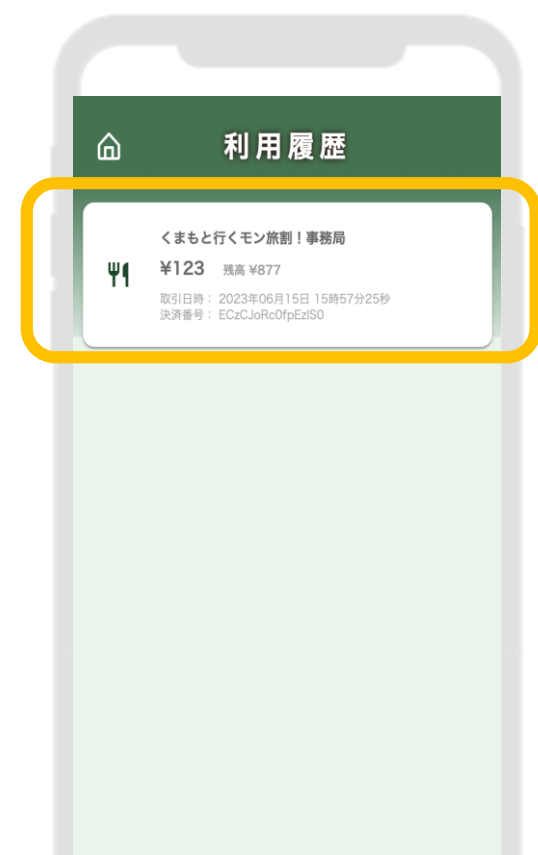 利用履歴
くまもと行くモン旅割！事務局
¥123 残高 ¥877
取引日時： 2023年06月15日 15時57分25秒
決済番号： ECzCJoRc0fpEzIS0